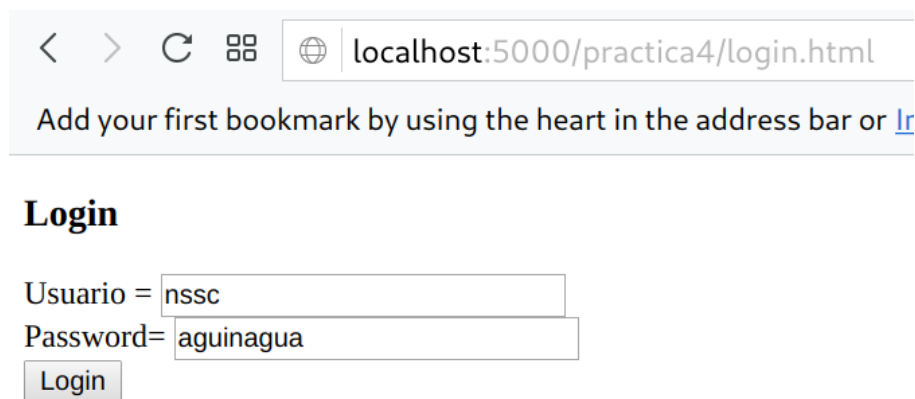 localhost:5000/practica4/login.html
Add your first bookmark by using the heart in the address bar or
Login
Usuario = nssc
Password= aguinagua
Login